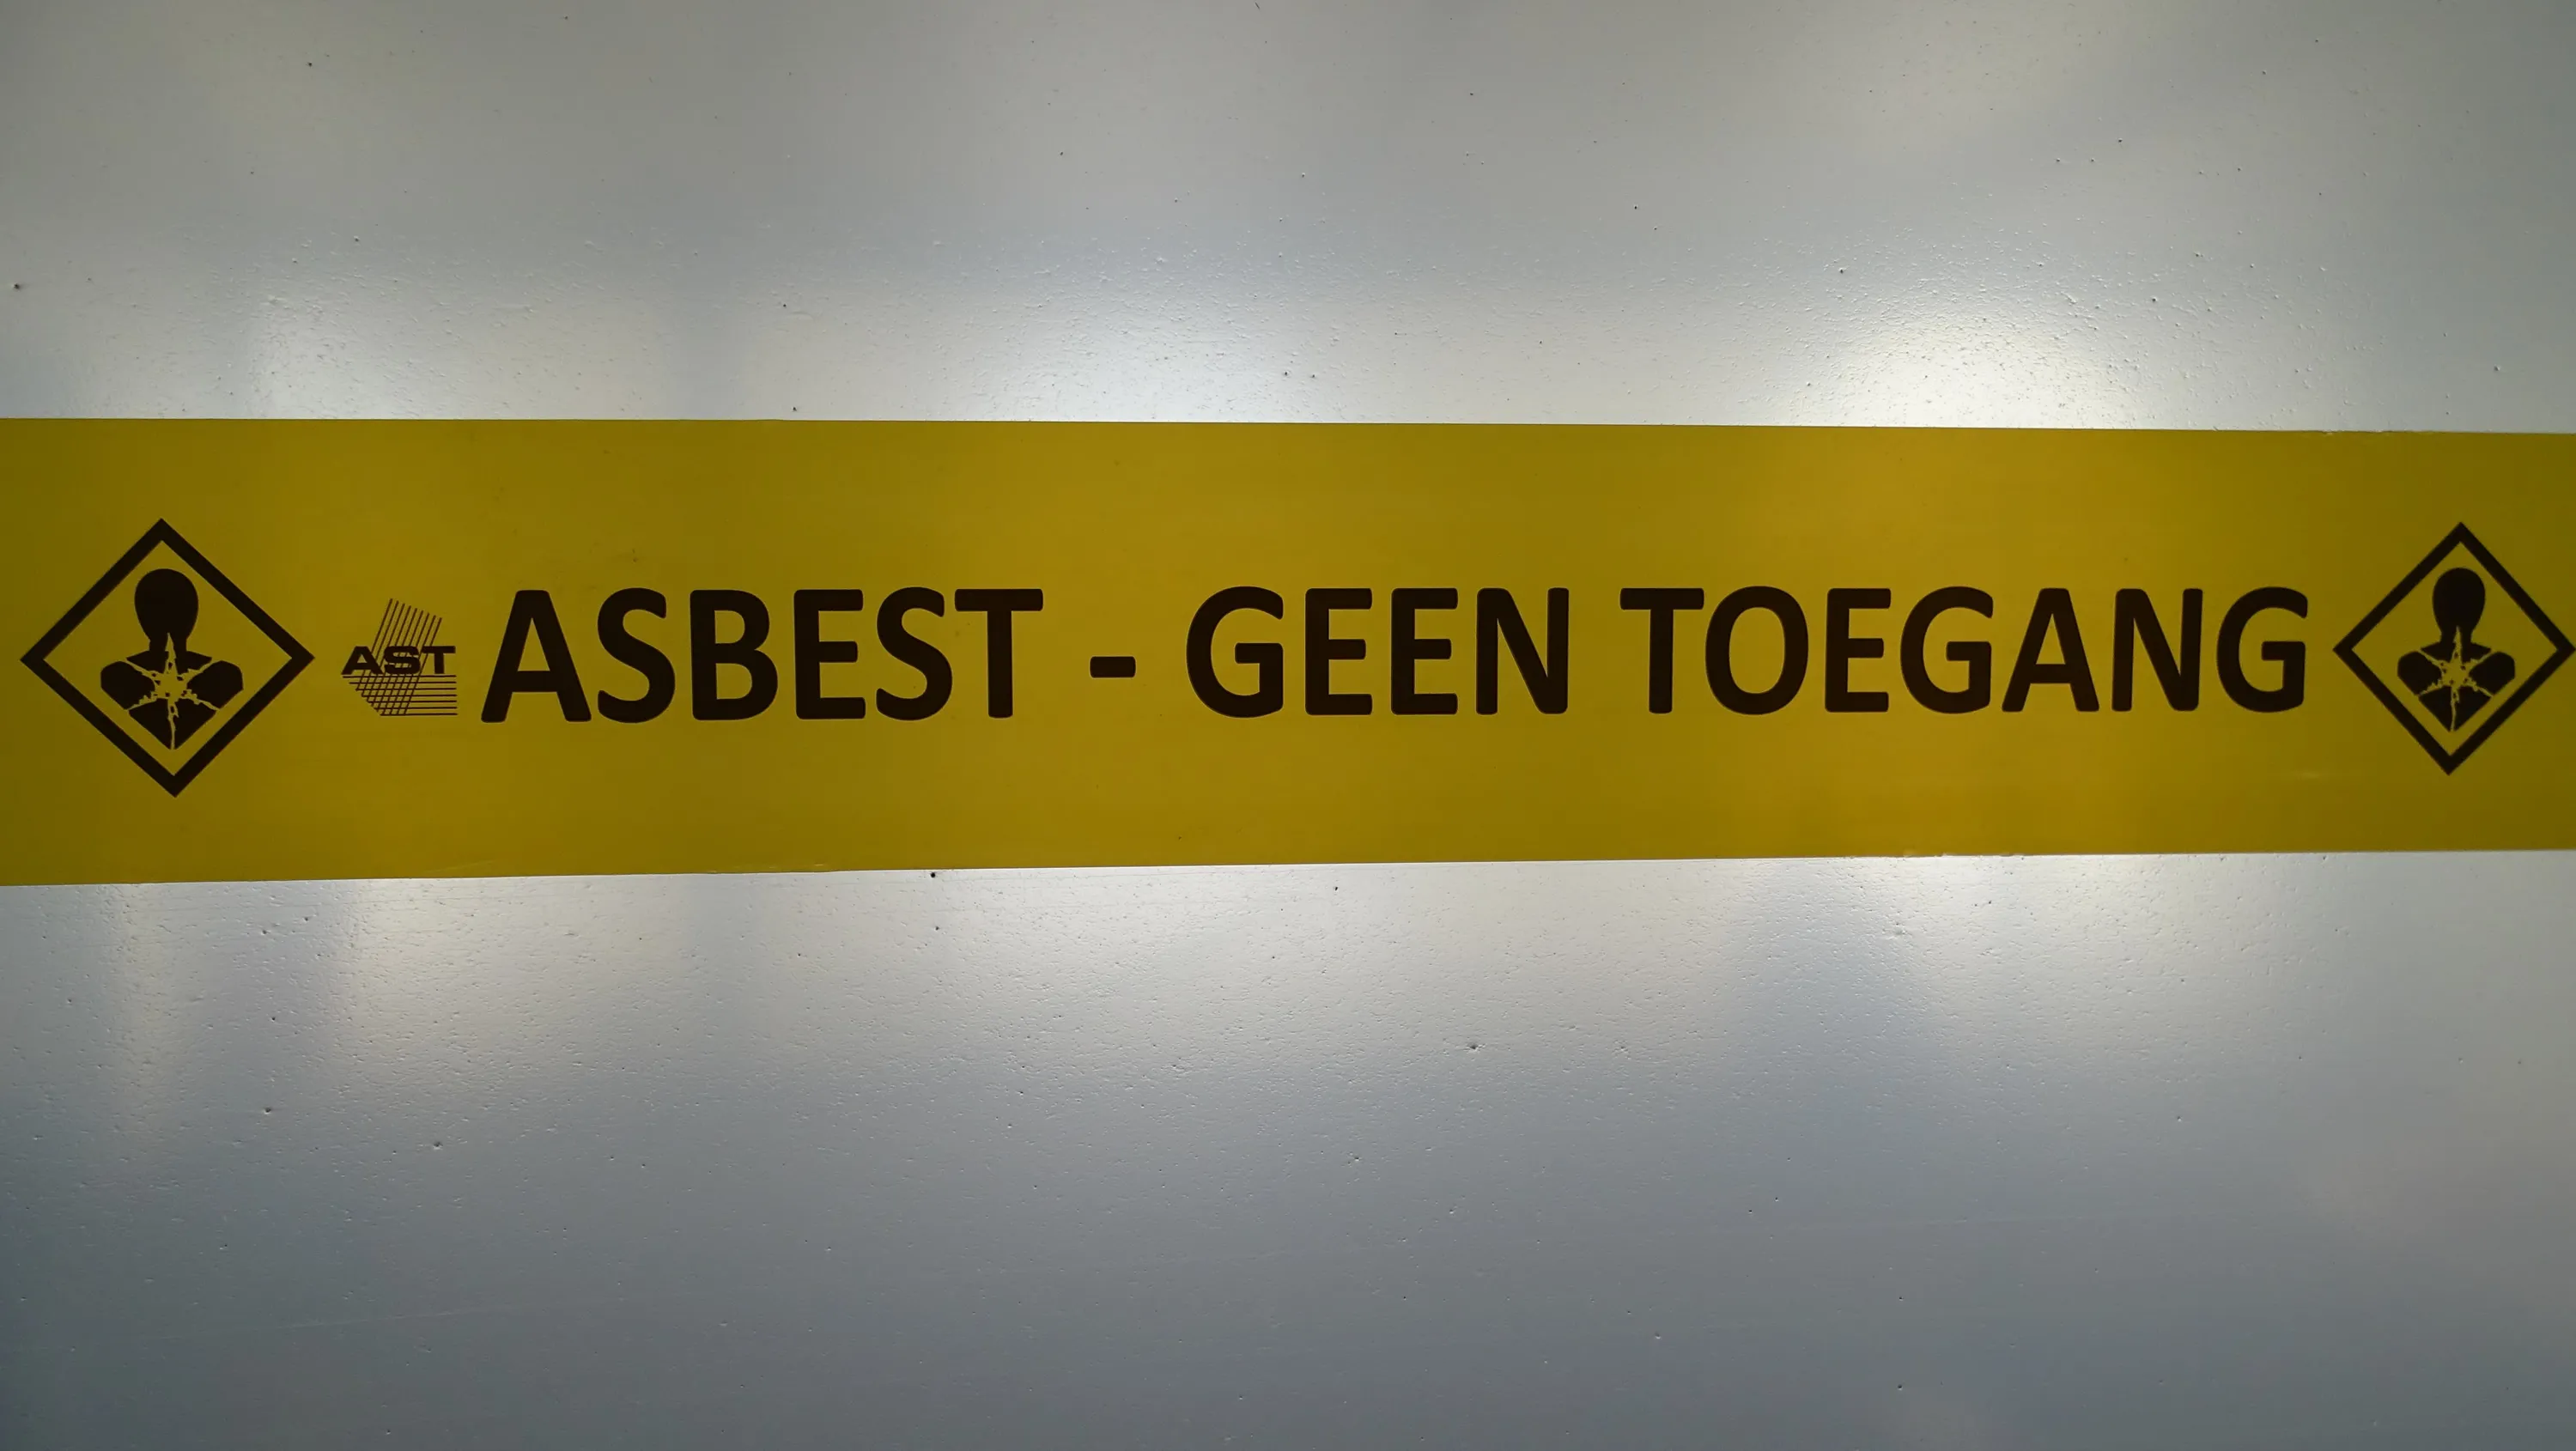 AST ASBEST - GEEN TOEGANG